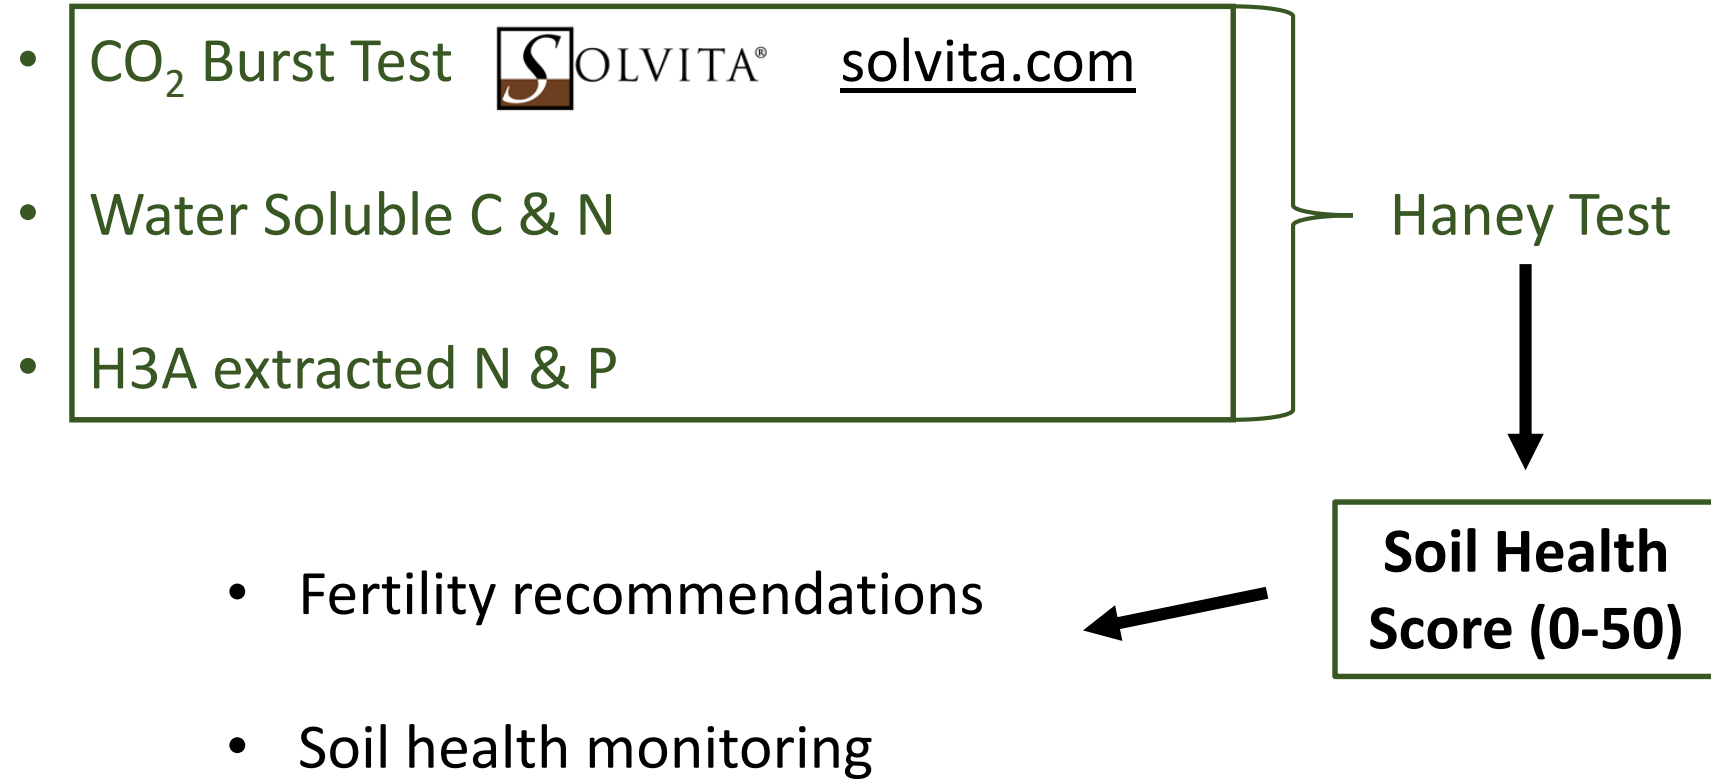 • CO₂ Burst Test SOLVITA® solvita.com
• Water Soluble C & N
Haney Test
• H3A extracted N & P
Soil Health
Score (0-50)
• Fertility recommendations
• Soil health monitoring